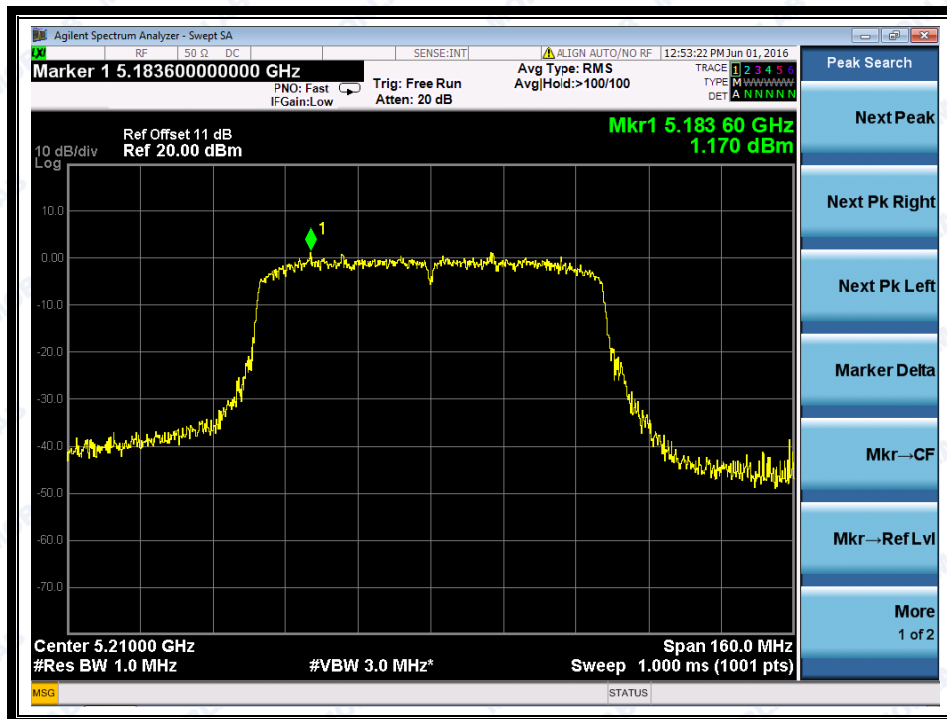 Agilent Spectrum Analyzer - Swept SA
LXI RF 50 Ω DC SENSE:INT ALIGN AUTO/NO RF 12:53:22 PM Jun 01, 2016
Marker 1 5.183600000000 GHz
PNO: Fast
IFGain:Low
Trig: Free Run
Atten: 20 dB
Avg Type: RMS
Avg|Hold:>100/100
TRACE 1 2 3 4 5 6
TYPE MWWWWW
DET A N N N N N
Peak Search
Next Peak
Next Pk Right
Next Pk Left
Marker Delta
Mkr→CF
Mkr→Ref Lvl
More
1 of 2
Mkr1 5.183 60 GHz
1.170 dBm
Ref Offset 11 dB
10 dB/div Ref 20.00 dBm
Log
10.0
0.00
-10.0
-20.0
-30.0
-40.0
-50.0
-60.0
-70.0
1
Center 5.21000 GHz Span 160.0 MHz
#Res BW 1.0 MHz #VBW 3.0 MHz* Sweep 1.000 ms (1001 pts)
MSG STATUS